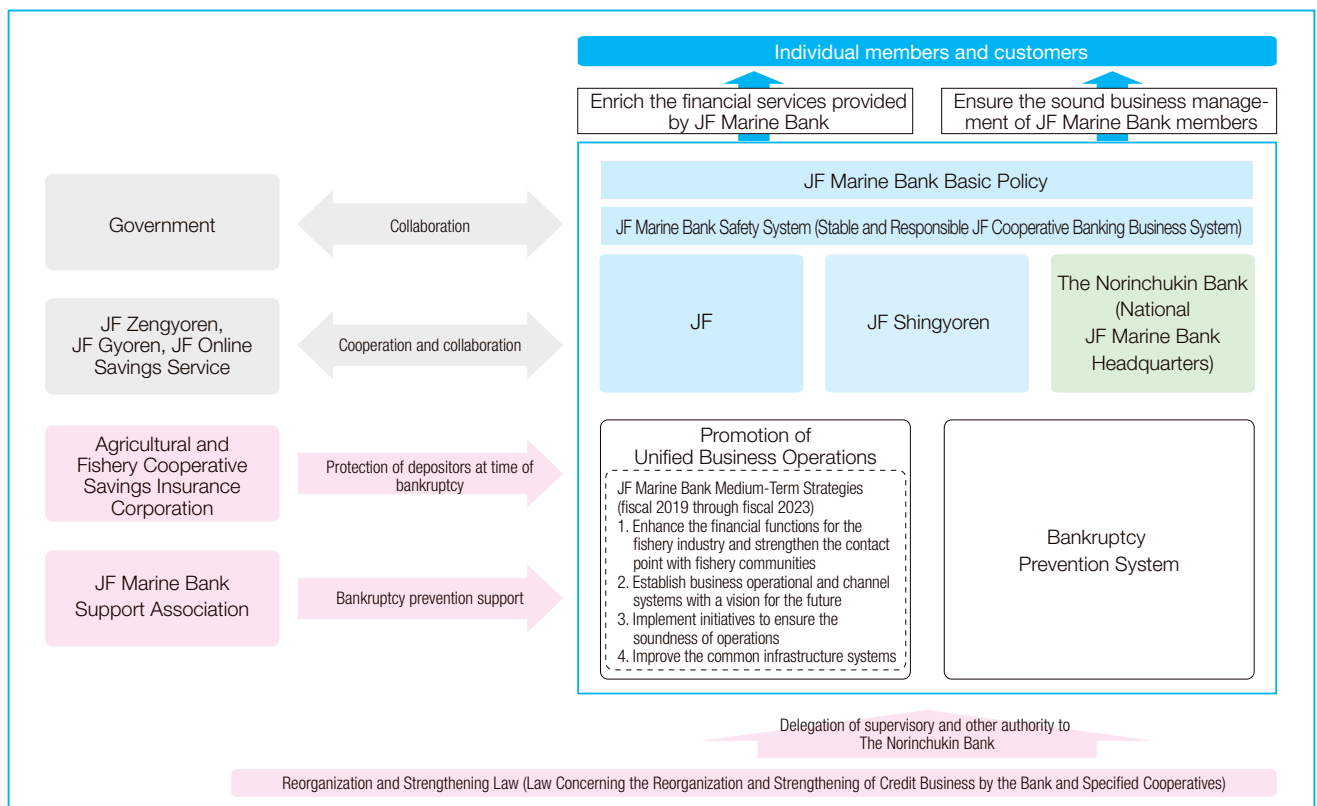 Individual members and customers
Enrich the financial services provided
by JF Marine Bank
Ensure the sound business manage-
ment of JF Marine Bank members
JF Marine Bank Basic Policy
JF Marine Bank Safety System (Stable and Responsible JF Cooperative Banking Business System)
Government
Collaboration
JF
JF Shingyoren
The Norinchukin Bank
(National
JF Marine Bank
Headquarters)
JF Zengyoren,
JF Gyoren, JF Online
Savings Service
Cooperation and collaboration
Agricultural and
Fishery Cooperative
Savings Insurance
Corporation
Protection of depositors at time of
bankruptcy
JF Marine Bank
Support Association
Bankruptcy prevention support
Promotion of
Unified Business Operations
JF Marine Bank Medium-Term Strategies
(fiscal 2019 through fiscal 2023)
1. Enhance the financial functions for the
fishery industry and strengthen the contact
point with fishery communities
2. Establish business operational and channel
systems with a vision for the future
3. Implement initiatives to ensure the
soundness of operations
4. Improve the common infrastructure systems
Bankruptcy
Prevention System
Delegation of supervisory and other authority to
The Norinchukin Bank
Reorganization and Strengthening Law (Law Concerning the Reorganization and Strengthening of Credit Business by the Bank and Specified Cooperatives)